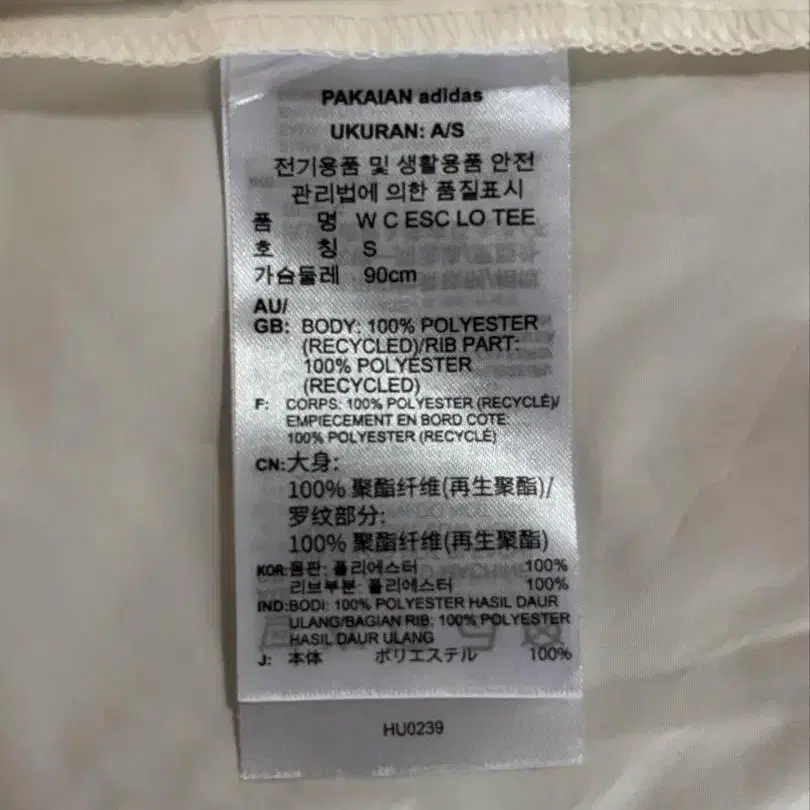 PAKAIAN adidas
UKURAN: A/S
전기용품 및 생활용품 안전
관리법에 의한 품질표시
품 명 W C ESC LO TEE
호 칭 S
가슴둘레 90cm
AU/
GB: BODY: 100% POLYESTER
(RECYCLED)/RIB PART:
100% POLYESTER
(RECYCLED)
F: CORPS: 100% POLYESTER (RECYCLÉ)/
EMPIECEMENT EN BORD COTE:
100% POLYESTER (RECYCLÉ)
CN: 大身:
100% 聚酯纤维(再生聚酯)/
罗纹部分:
100% 聚酯纤维(再生聚酯)
KOR: 몸판: 폴리에스터 100%
리브부분: 폴리에스터 100%
IND: BODI: 100% POLYESTER HASIL DAUR
ULANG/BAGIAN RIB: 100% POLYESTER
HASIL DAUR ULANG
J: 本体 ポリエステル 100%
HU0239